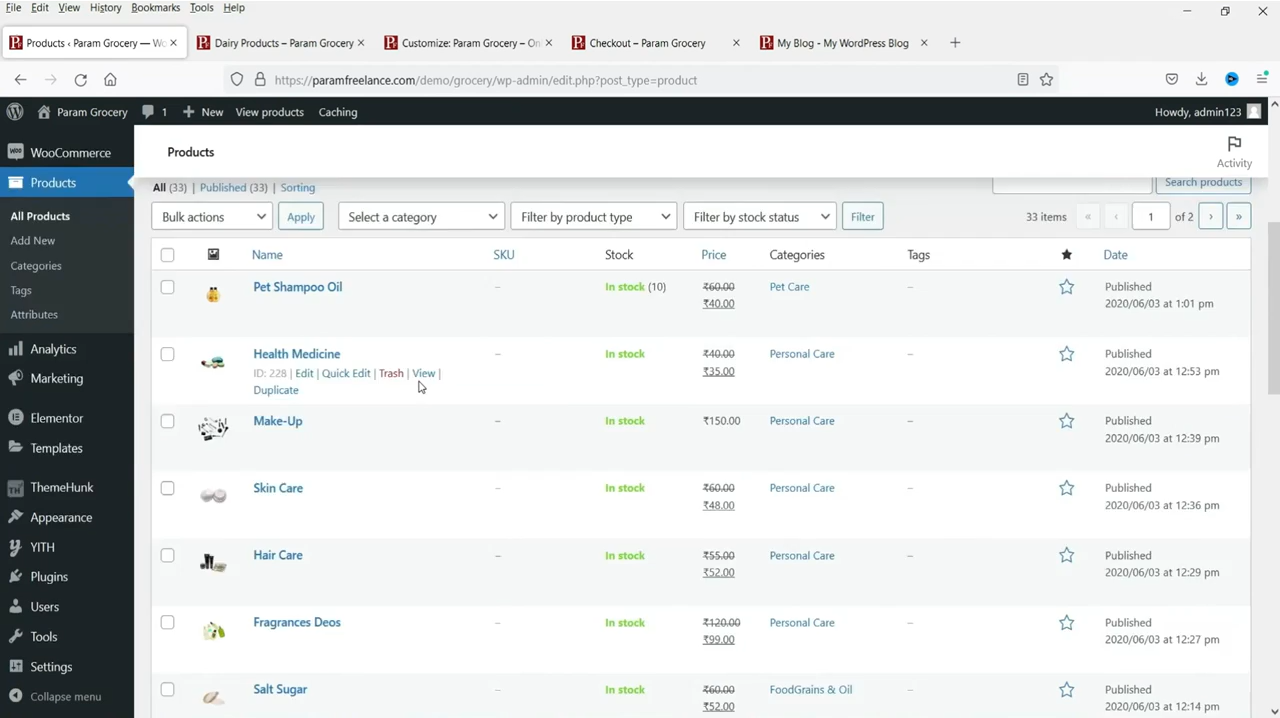 File Edit View History Bookmarks Tools Help
Products ‹ Param Grocery — Wo
Dairy Products – Param Grocery
Customize: Param Grocery – On
Checkout – Param Grocery
My Blog - My WordPress Blog
https://paramfreelance.com/demo/grocery/wp-admin/edit.php?post_type=product
Param Grocery 1 New View products Caching Howdy, admin123
WooCommerce
Products
All Products
Add New
Categories
Tags
Attributes
Analytics
Marketing
Elementor
Templates
ThemeHunk
Appearance
YITH
Plugins
Users
Tools
Settings
Collapse menu
Products
Activity
All (33) | Published (33) | Sorting
Search products
Bulk actions Apply Select a category Filter by product type Filter by stock status Filter 33 items « ‹ 1 of 2 › »
Name SKU Stock Price Categories Tags Date
Pet Shampoo Oil – In stock (10) ₹60.00 Pet Care – Published
₹40.00 2020/06/03 at 1:01 pm
Health Medicine – In stock ₹40.00 Personal Care – Published
ID: 228 | Edit | Quick Edit | Trash | View | ₹35.00 2020/06/03 at 12:53 pm
Duplicate
Make-Up – In stock ₹150.00 Personal Care – Published
2020/06/03 at 12:39 pm
Skin Care – In stock ₹60.00 Personal Care – Published
₹48.00 2020/06/03 at 12:36 pm
Hair Care – In stock ₹55.00 Personal Care – Published
₹52.00 2020/06/03 at 12:29 pm
Fragrances Deos – In stock ₹120.00 Personal Care – Published
₹99.00 2020/06/03 at 12:27 pm
Salt Sugar – In stock ₹60.00 FoodGrains & Oil – Published
₹52.00 2020/06/03 at 12:14 pm